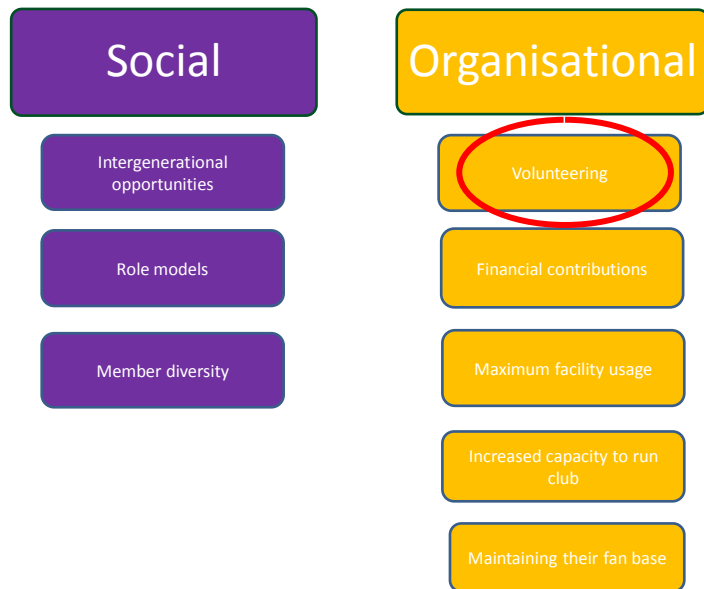 Social
Intergenerational
opportunities
Role models
Member diversity
Organisational
Volunteering
Financial contributions
Maximum facility usage
Increased capacity to run
club
Maintaining their fan base